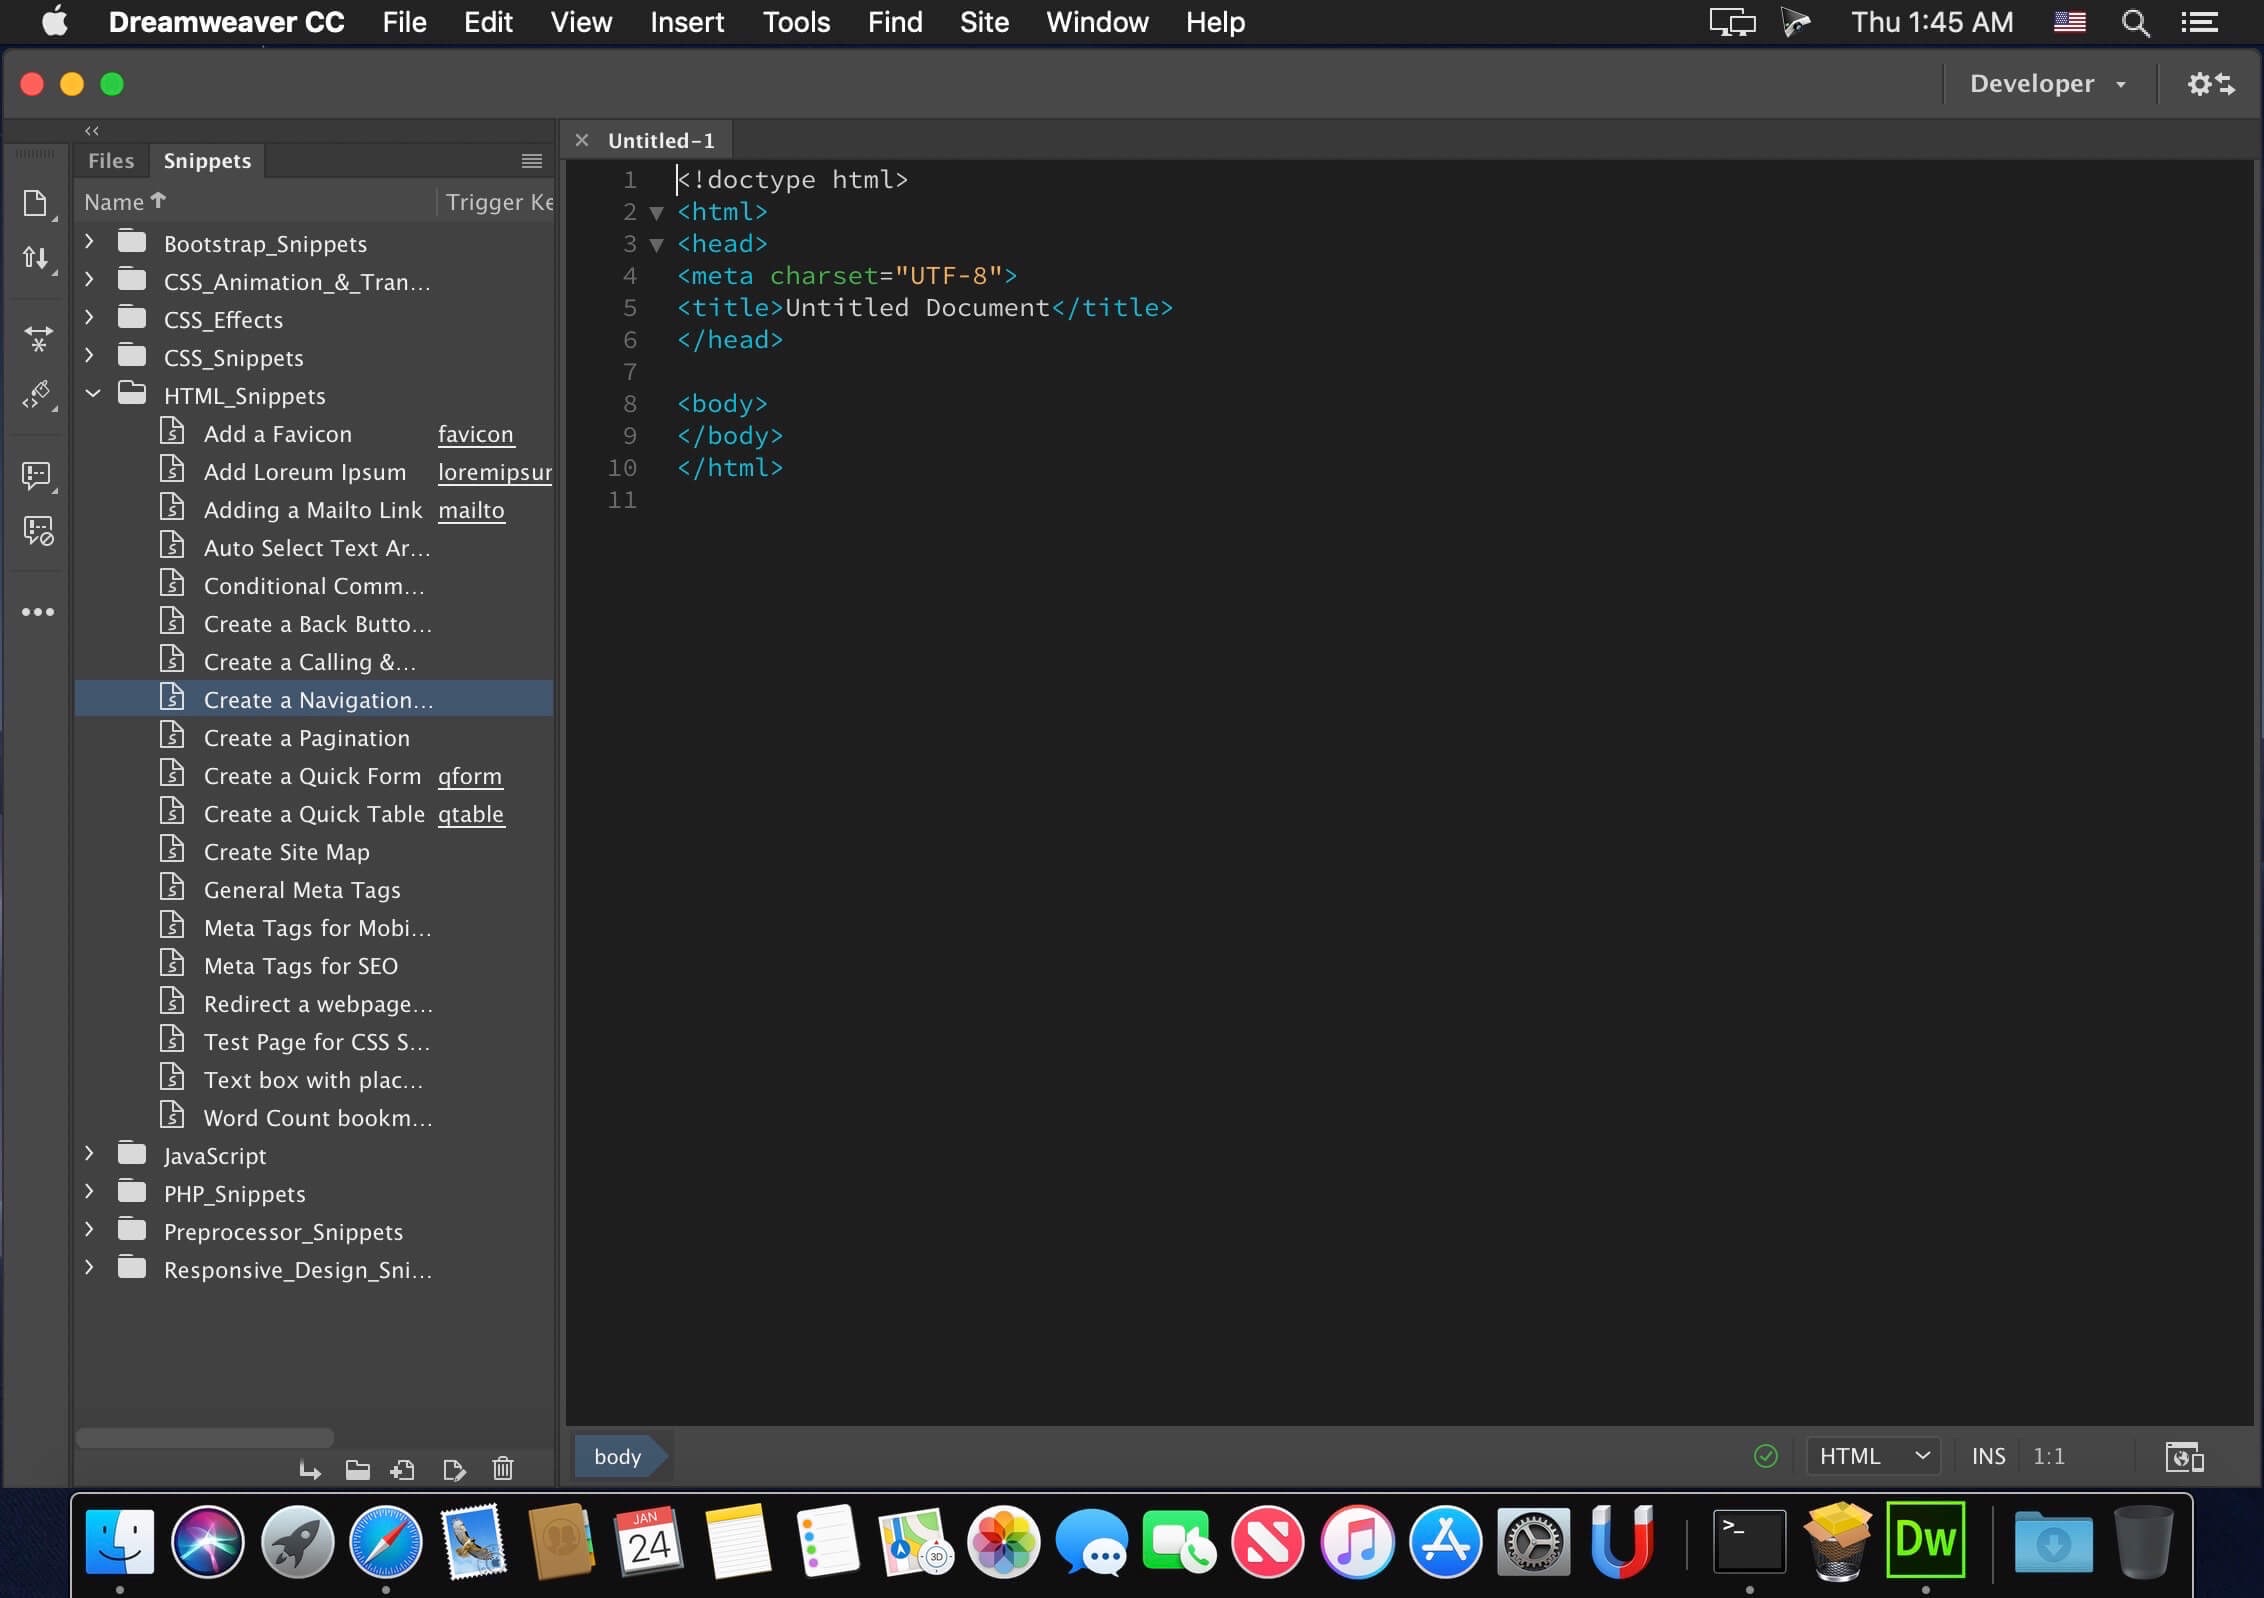 Dreamweaver CC File Edit View Insert Tools Find Site Window Help Thu 1:45 AM
Developer
Files Snippets
Name Trigger Ke
Bootstrap_Snippets
CSS_Animation_&_Tran...
CSS_Effects
CSS_Snippets
HTML_Snippets
Add a Favicon favicon
Add Loreum Ipsum loremipsur
Adding a Mailto Link mailto
Auto Select Text Ar...
Conditional Comm...
Create a Back Butto...
Create a Calling &...
Create a Navigation...
Create a Pagination
Create a Quick Form qform
Create a Quick Table qtable
Create Site Map
General Meta Tags
Meta Tags for Mobi...
Meta Tags for SEO
Redirect a webpage...
Test Page for CSS S...
Text box with plac...
Word Count bookm...
JavaScript
PHP_Snippets
Preprocessor_Snippets
Responsive_Design_Sni...
Untitled-1
1 <!doctype html>
2 <html>
3 <head>
4 <meta charset="UTF-8">
5 <title>Untitled Document</title>
6 </head>
7
8 <body>
9 </body>
10 </html>
11
body HTML INS 1:1
JAN
24
3D
>_
Dw